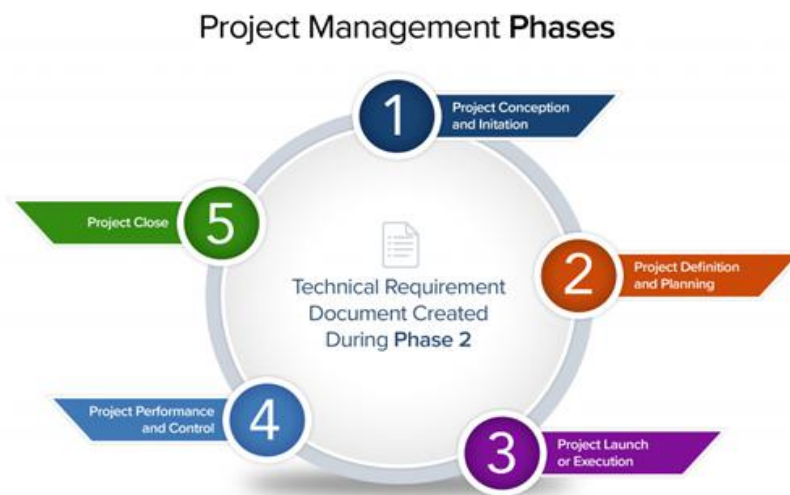 Project Management Phases
1
Project Conception
and Initation
2
Project Definition
and Planning
3
Project Launch
or Execution
4
Project Performance
and Control
5
Project Close
Technical Requirement
Document Created
During Phase 2